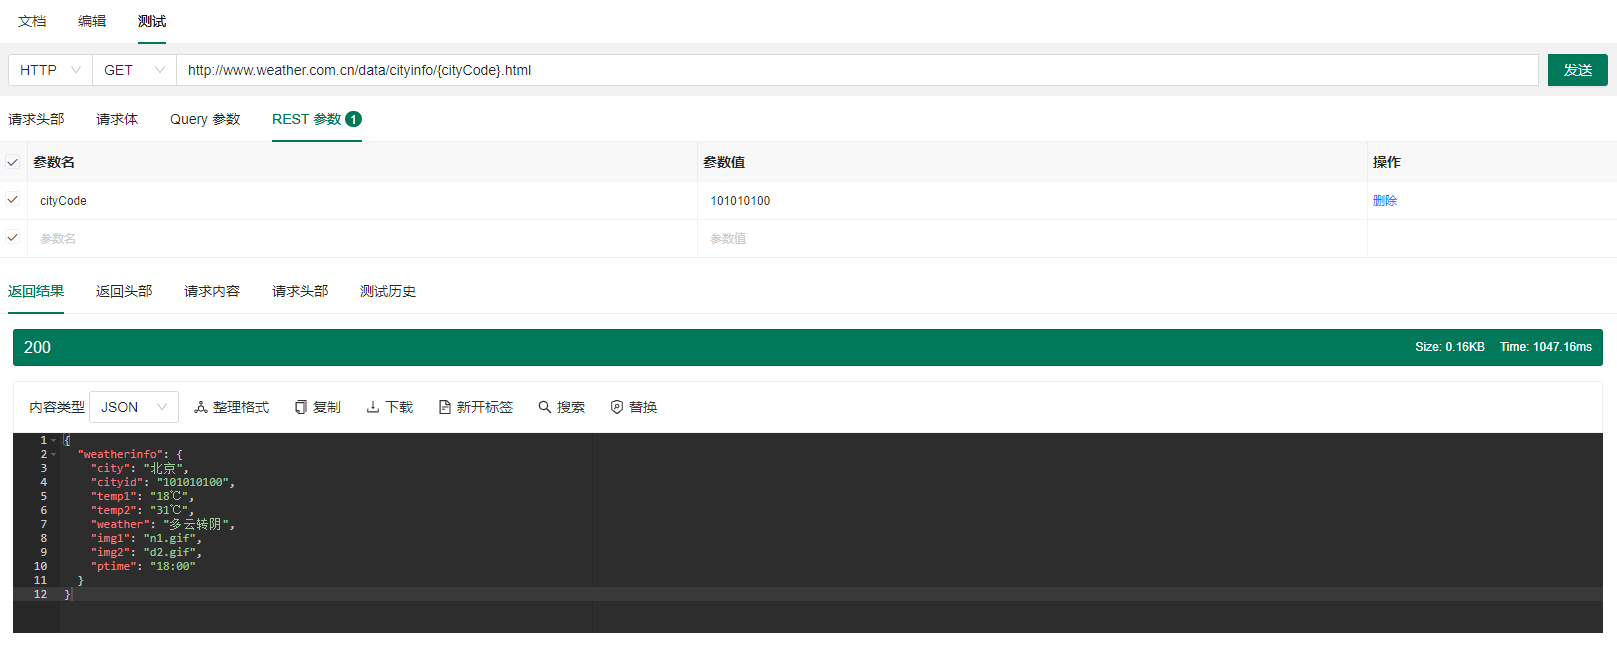 文档 编辑 测试
HTTP GET http://www.weather.com.cn/data/cityinfo/{cityCode}.html 发送
请求头部 请求体 Query 参数 REST 参数 1
参数名 参数值 操作
cityCode 101010100 删除
参数名 参数值
返回结果 返回头部 请求内容 请求头部 测试历史
200 Size: 0.16KB Time: 1047.16ms
内容类型 JSON 整理格式 复制 下载 新开标签 搜索 替换
1 {
2 "weatherinfo": {
3 "city": "北京",
4 "cityid": "101010100",
5 "temp1": "18℃",
6 "temp2": "31℃",
7 "weather": "多云转阴",
8 "img1": "n1.gif",
9 "img2": "d2.gif",
10 "ptime": "18:00"
11 }
12 }